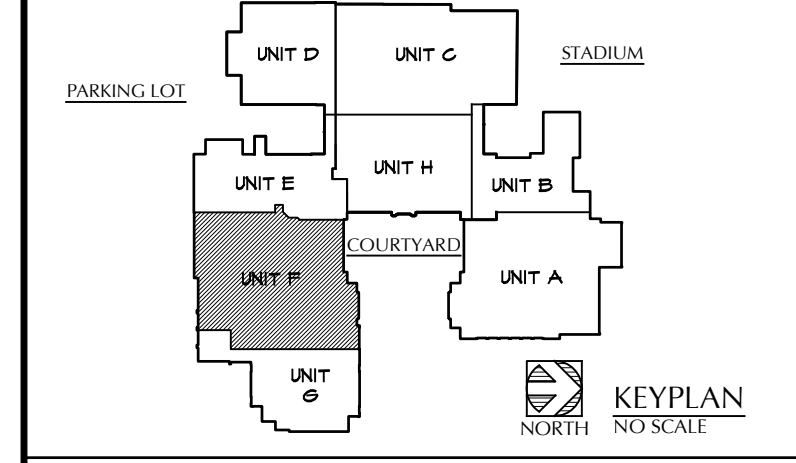 UNIT D
UNIT C
STADIUM
PARKING LOT
UNIT H
UNIT E
UNIT B
COURTYARD
UNIT F
UNIT A
UNIT
G
KEYPLAN
NORTH
NO SCALE